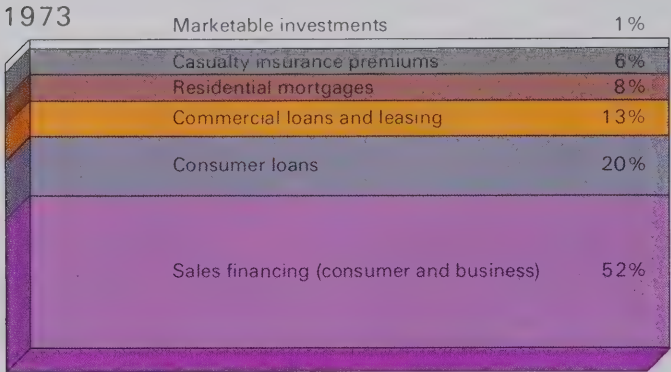 1973
Marketable investments 1%
Casualty insurance premiums 6%
Residential mortgages 8%
Commercial loans and leasing 13%
Consumer loans 20%
Sales financing (consumer and business) 52%